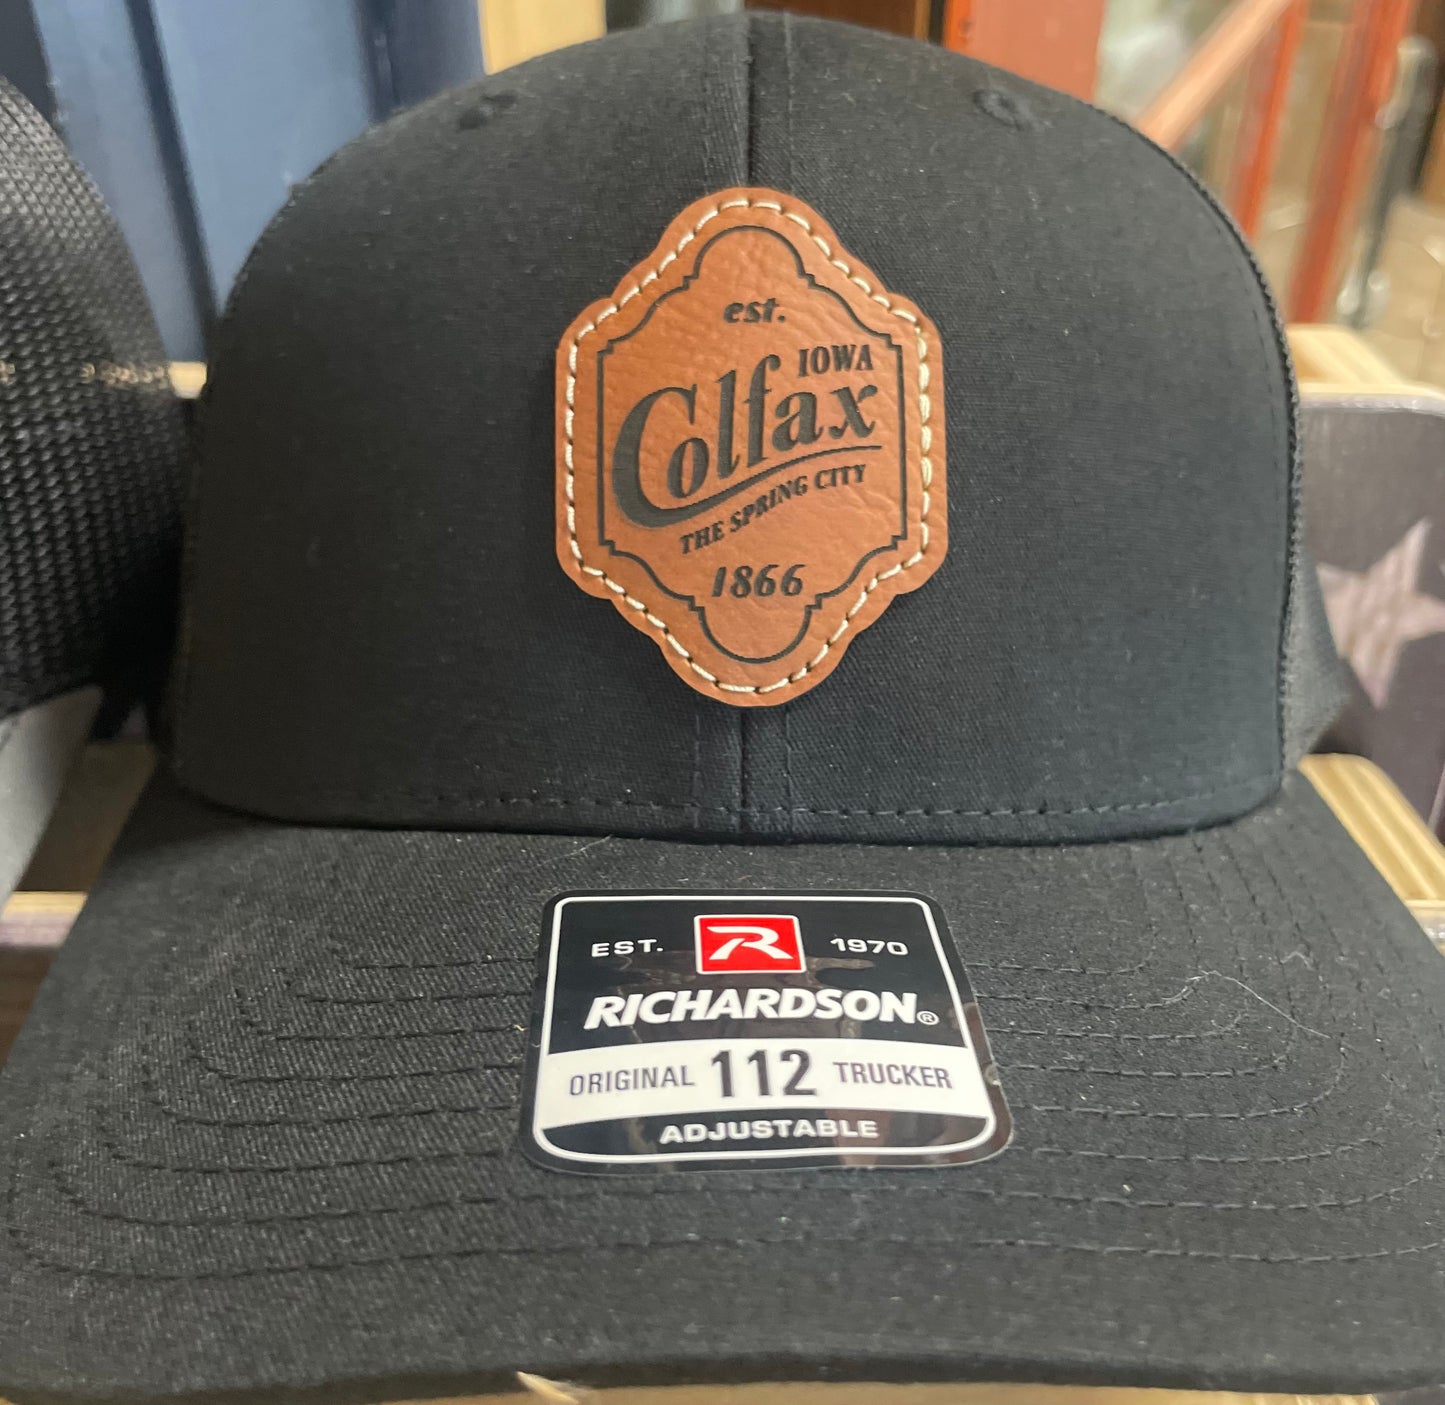 est.
IOWA
Colfax
THE SPRING CITY
1866
EST. R 1970
RICHARDSON®
ORIGINAL 112 TRUCKER
ADJUSTABLE